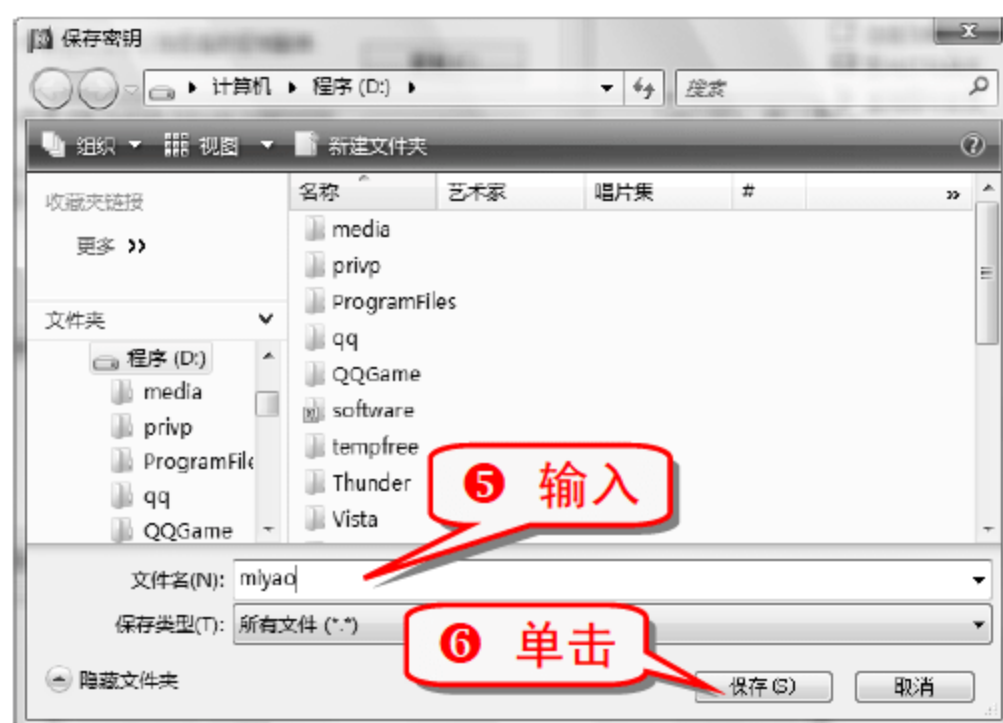 保存密钥
计算机 程序 (D:) 搜索
组织 视图 新建文件夹
收藏夹链接
更多 »
文件夹
程序 (D:)
media
privp
ProgramFile
qq
QQGame
名称 艺术家 唱片集 # »
media
privp
ProgramFiles
qq
QQGame
software
tempfree
Thunder
Vista
❺ 输入
文件名(N): mlyao
保存类型(T): 所有文件 (*.*)
❻ 单击
隐藏文件夹 保存(S) 取消